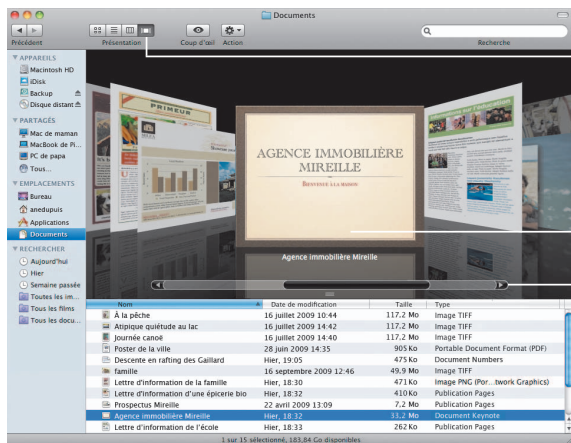 Documents
Précédent Présentation Coup d'œil Action Recherche
APPAREILS
Macintosh HD
iDisk
Backup
Disque distant
PARTAGÉS
Mac de maman
MacBook de Pi...
PC de papa
Tous...
EMPLACEMENTS
Bureau
anedupuis
Applications
Documents
RECHERCHER
Aujourd'hui
Hier
Semaine passée
Toutes les im...
Tous les films
Tous les docu...
PRIMEUR
AGENCE IMMOBILIÈRE
MIREILLE
BIENVENUE À LA MAISON
Agence immobilière Mireille
Nom Date de modification Taille Type
À la pêche 16 juillet 2009 10:44 117,2 Mo Image TIFF
Atipique quiétude au lac 16 juillet 2009 14:42 117,2 Mo Image TIFF
Journée canoë 16 juillet 2009 14:40 117,2 Mo Image TIFF
Poster de la ville 28 juin 2009 14:35 905 Ko Portable Document Format (PDF)
Descente en rafting des Gaillard Hier, 19:05 475 Ko Document Numbers
famille 16 septembre 2009 12:46 49,9 Mo Image TIFF
Lettre d'information de la famille Hier, 18:30 471 Ko Image PNG (Por...twork Graphics)
Lettre d'information d'une épicerie bio Hier, 18:32 410 Ko Publication Pages
Prospectus Mireille 22 avril 2009 13:09 7,2 Mo Publication Pages
Agence immobilière Mireille Hier, 18:32 33,2 Mo Document Keynote
Lettre d'information de l'école Hier, 18:33 262 Ko Publication Pages
1 sur 15 sélectionné, 183,84 Go disponibles